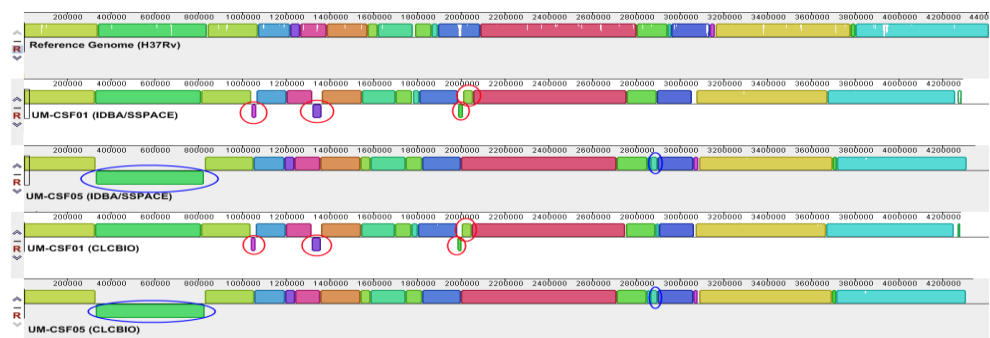 200000 400000 600000 800000 1000000 1200000 1400000 1600000 1800000 2000000 2200000 2400000 2600000 2800000 3000000 3200000 3400000 3600000 3800000 4000000 4200000 4400
R
Reference Genome (H37Rv)
200000 400000 600000 800000 1000000 1200000 1400000 1600000 1800000 2000000 2200000 2400000 2600000 2800000 3000000 3200000 3400000 3600000 3800000 4000000 4200000
R
UM-CSF01 (IDBA/SSPACE)
200000 400000 600000 800000 1000000 1200000 1400000 1600000 1800000 2000000 2200000 2400000 2600000 2800000 3000000 3200000 3400000 3600000 3800000 4000000 4200000
R
UM-CSF05 (IDBA/SSPACE)
200000 400000 600000 800000 1000000 1200000 1400000 1600000 1800000 2000000 2200000 2400000 2600000 2800000 3000000 3200000 3400000 3600000 3800000 4000000 4200000
R
UM-CSF01 (CLCBIO)
200000 400000 600000 800000 1000000 1200000 1400000 1600000 1800000 2000000 2200000 2400000 2600000 2800000 3000000 3200000 3400000 3600000 3800000 4000000 4200000
R
UM-CSF05 (CLCBIO)